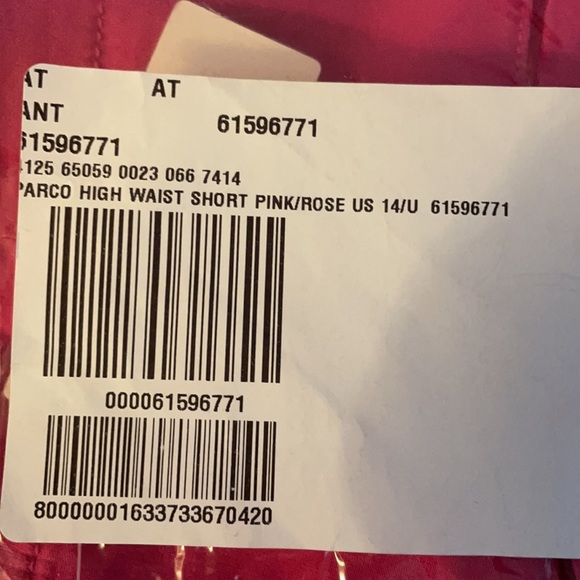 AT AT
ANT
61596771
61596771
125 65059 0023 066 7414
PARCO HIGH WAIST SHORT PINK/ROSE US 14/U 61596771
000061596771
80000001633733670420